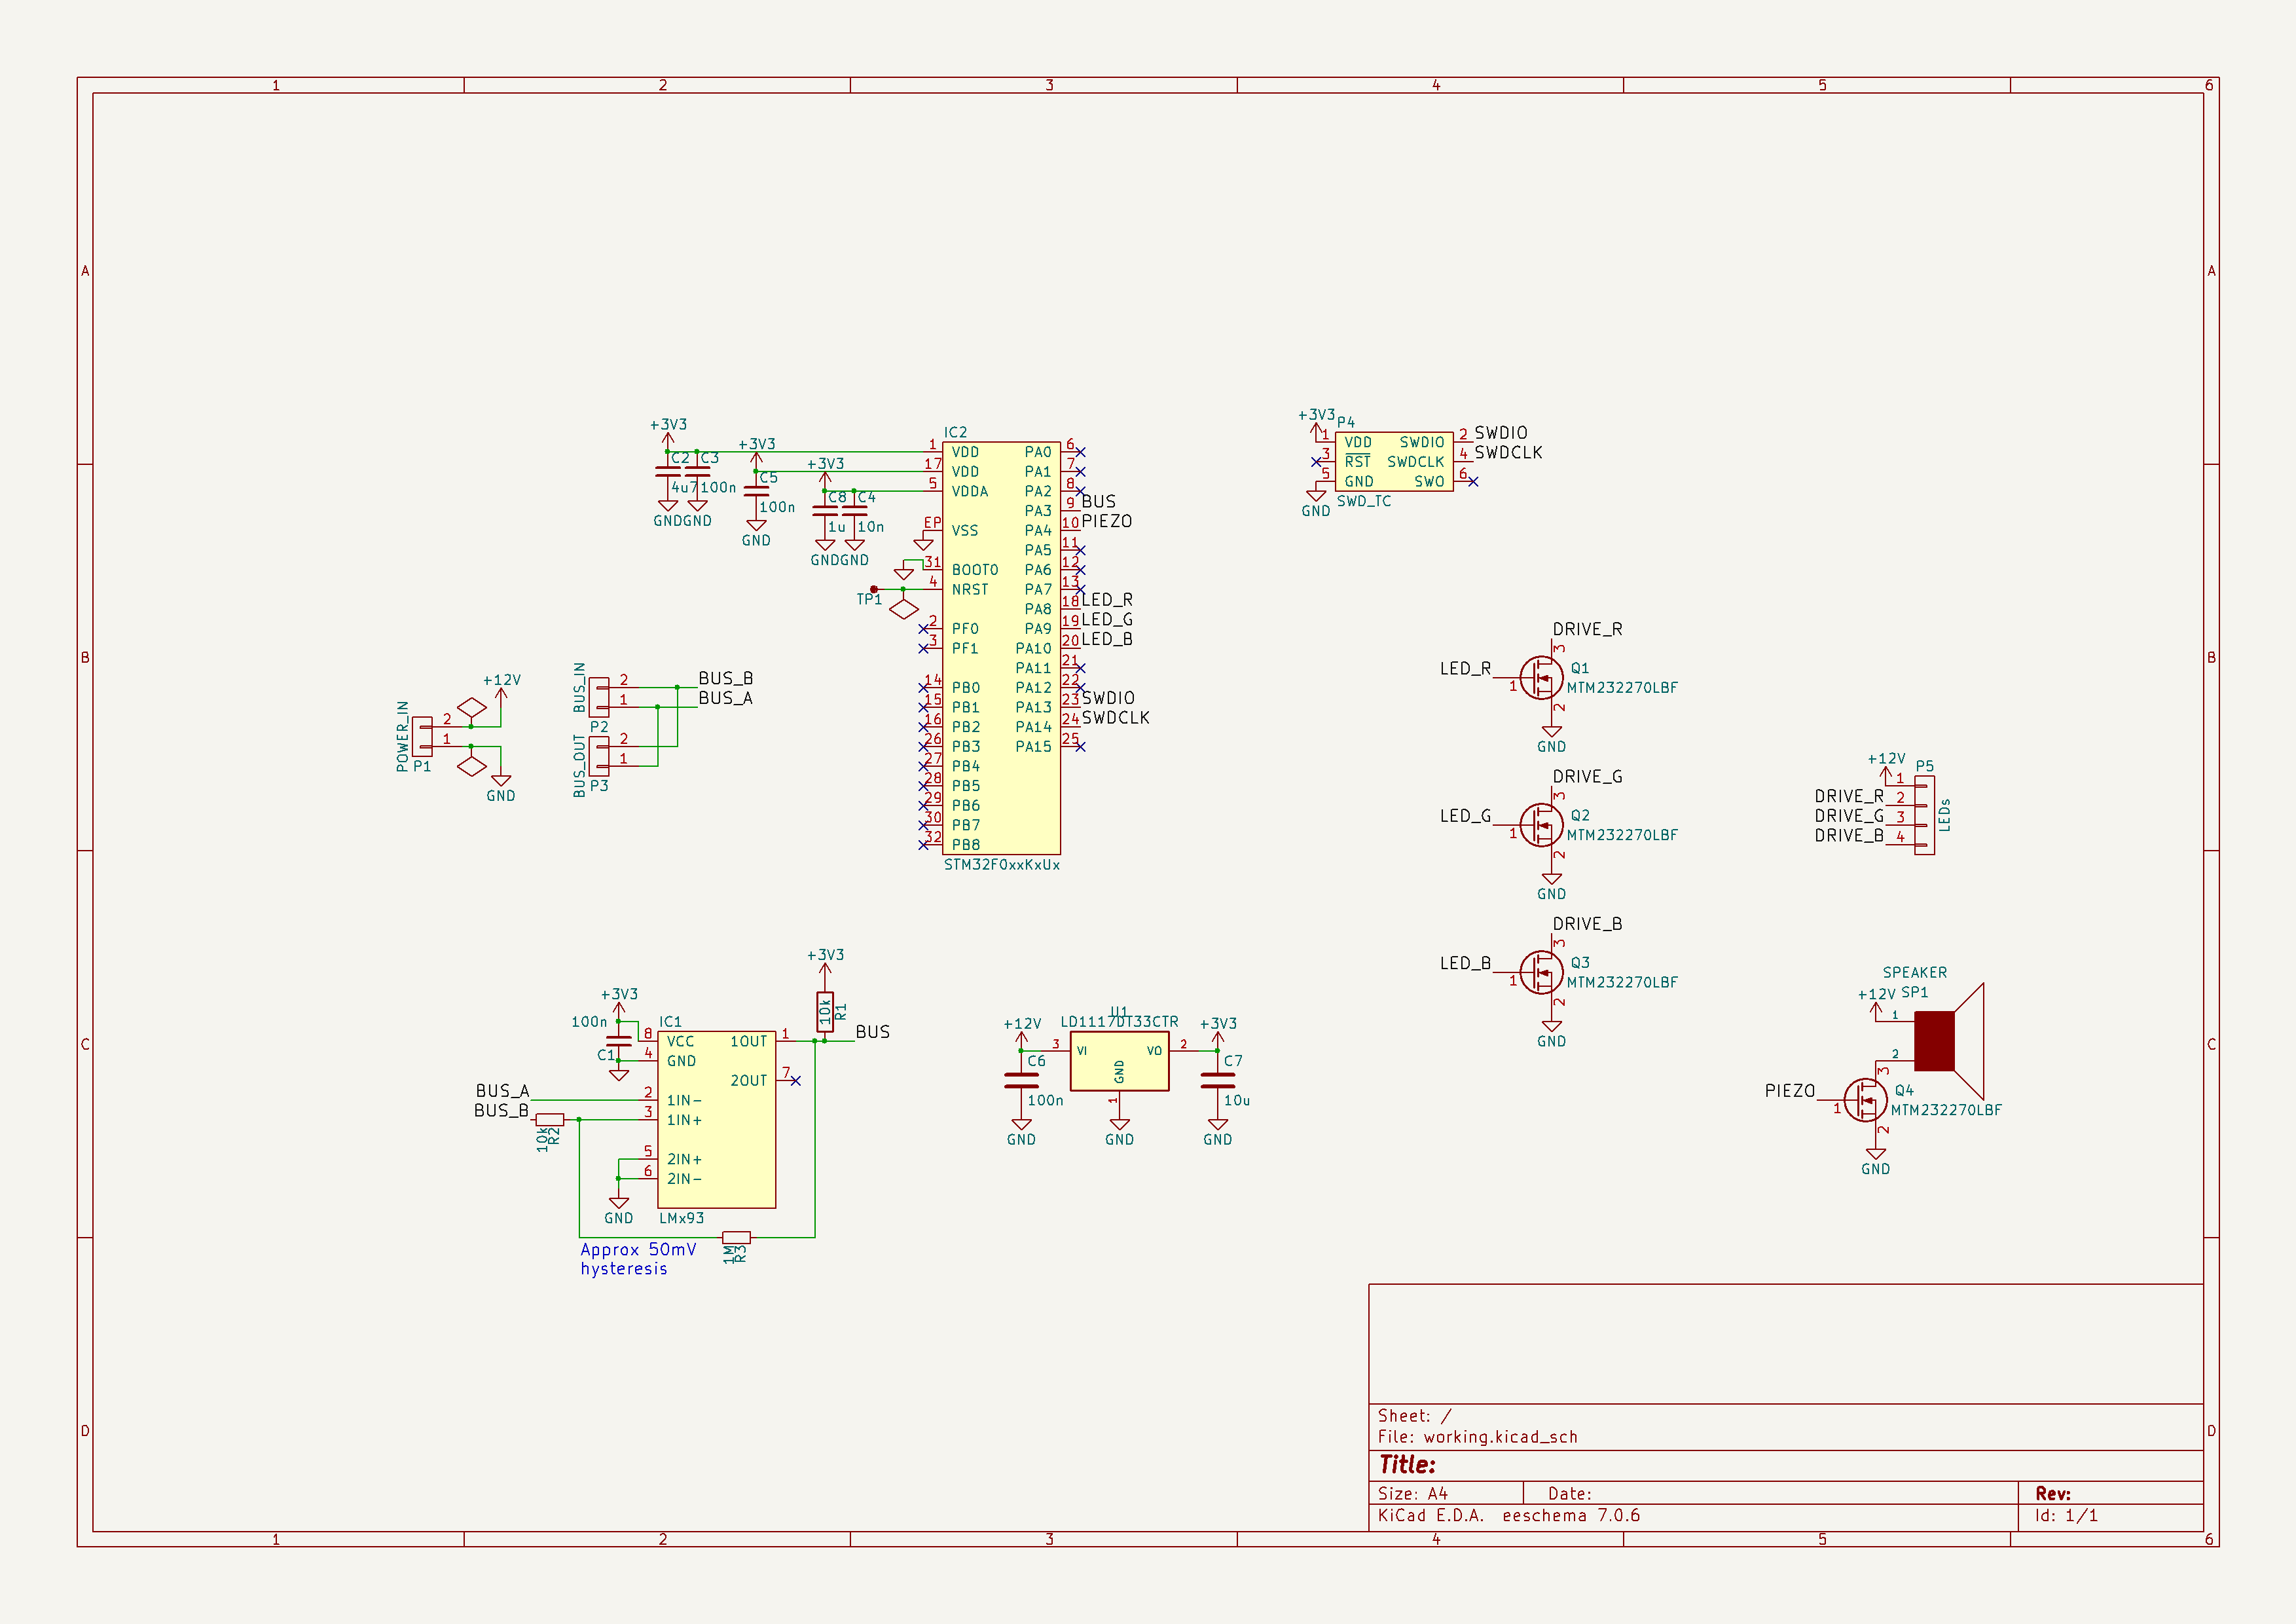 1 2 3 4 5 6
A A
B B
C C
D D
+3V3
C2
4u7
GND
C3
100n
GND
+3V3
C5
100n
GND
+3V3
C8
1u
GND
C4
10n
GND
IC2
1 VDD
17 VDD
5 VDDA
EP VSS
31 BOOT0
4 NRST
TP1
2 PF0
3 PF1
14 PB0
15 PB1
16 PB2
26 PB3
27 PB4
28 PB5
29 PB6
30 PB7
32 PB8
PA0 6
PA1 7
PA2 8
PA3 9 BUS
PA4 10 PIEZO
PA5 11
PA6 12
PA7 13
PA8 18 LED_R
PA9 19 LED_G
PA10 20 LED_B
PA11 21
PA12 22
PA13 23 SWDIO
PA14 24 SWDCLK
PA15 25
STM32F0xxKxUx
+3V3
P4
1 VDD SWDIO 2 SWDIO
3 RST SWDCLK 4 SWDCLK
5 GND SWO 6
GND
SWD_TC
POWER_IN
P1
2
1
+12V
GND
BUS_IN
P2
2 BUS_B
1 BUS_A
BUS_OUT
P3
2
1
DRIVE_R
LED_R
1
3
2
Q1
MTM232270LBF
GND
DRIVE_G
LED_G
1
3
2
Q2
MTM232270LBF
GND
DRIVE_B
LED_B
1
3
2
Q3
MTM232270LBF
GND
+12V
P5
1
DRIVE_R 2
DRIVE_G 3
DRIVE_B 4
LEDs
+3V3
100n
C1
IC1
8 VCC
4 GND
BUS_A
BUS_B
2 1IN-
3 1IN+
10k
R2
5 2IN+
6 2IN-
GND
1OUT 1
2OUT 7
LMx93
+3V3
10k
R1
BUS
1M
R3
Approx 50mV
hysteresis
U1
LD1117DT33CTR
+12V
3 VI
VO 2
GND
1
+3V3
C6
100n
GND
GND
C7
10u
GND
SPEAKER
SP1
+12V
1
2
PIEZO
1
3
2
Q4
MTM232270LBF
GND
Sheet: /
File: working.kicad_sch
Title:
Size: A4 Date: Rev:
KiCad E.D.A. eeschema 7.0.6 Id: 1/1
1 2 3 4 5 6